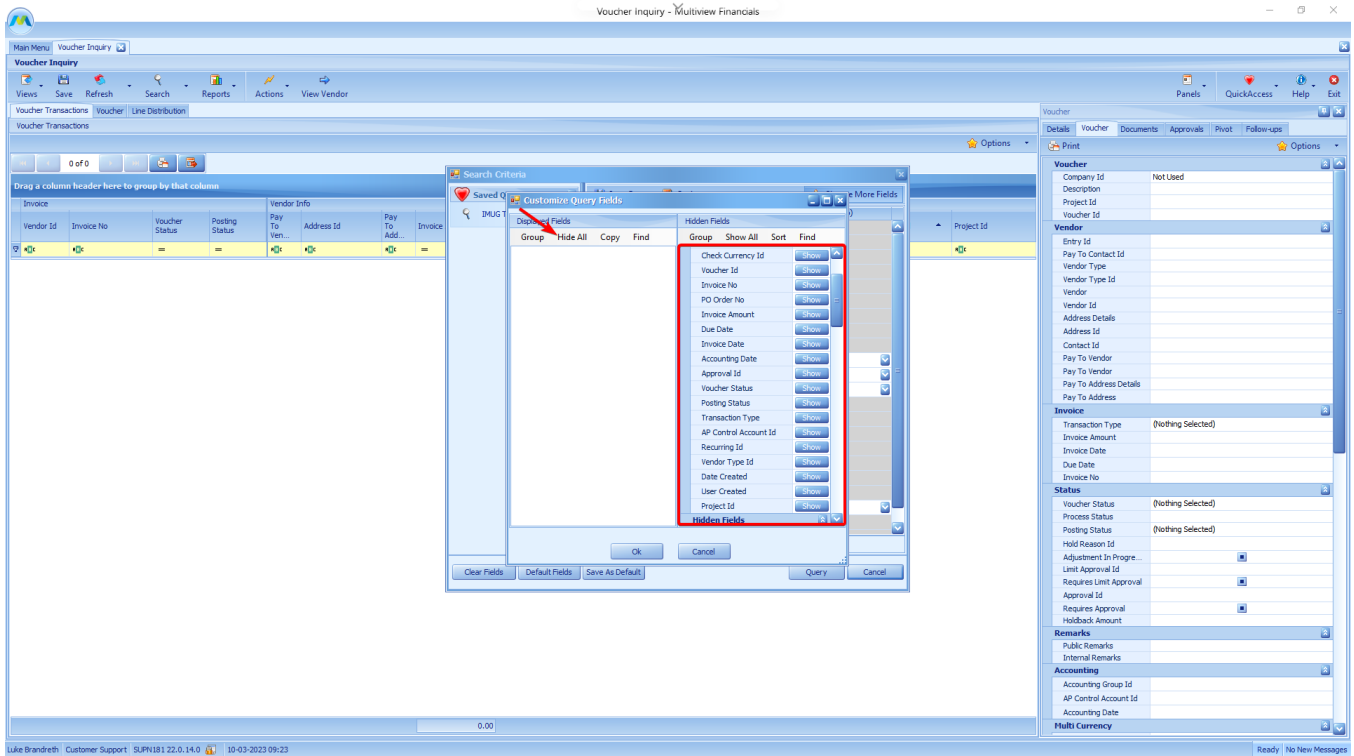 Voucher Inquiry - Multiview Financials
Main Menu Voucher Inquiry
Voucher Inquiry
Views Save Refresh Search Reports Actions View Vendor Panels QuickAccess Help Exit
Voucher Transactions Voucher Line Distribution
Voucher Transactions
Options
0 of 0
Drag a column header here to group by that column
Invoice Vendor Info
Vendor Id Invoice No Voucher Status Posting Status Pay To Ven... Address Id Pay To Add... Invoice Project Id
= = =
0.00
Search Criteria
Saved Q
More Fields
IMUG T
Customize Query Fields
Displayed Fields Hidden Fields
Group Hide All Copy Find Group Show All Sort Find
Check Currency Id Show
Voucher Id Show
Invoice No Show
PO Order No Show
Invoice Amount Show
Due Date Show
Invoice Date Show
Accounting Date Show
Approval Id Show
Voucher Status Show
Posting Status Show
Transaction Type Show
AP Control Account Id Show
Recurring Id Show
Vendor Type Id Show
Date Created Show
User Created Show
Project Id Show
Hidden Fields
Ok Cancel
Clear Fields Default Fields Save As Default Query Cancel
Voucher
Details Voucher Documents Approvals Pivot Follow-ups
Print Options
Voucher
Company Id Not Used
Description
Project Id
Voucher Id
Vendor
Entry Id
Pay To Contact Id
Vendor Type
Vendor Type Id
Vendor
Vendor Id
Address Details
Address Id
Contact Id
Pay To Vendor
Pay To Vendor
Pay To Address Details
Pay To Address
Invoice
Transaction Type (Nothing Selected)
Invoice Amount
Invoice Date
Due Date
Invoice No
Status
Voucher Status (Nothing Selected)
Process Status
Posting Status (Nothing Selected)
Hold Reason Id
Adjustment In Progre...
Limit Approval Id
Requires Limit Approval
Approval Id
Requires Approval
Holdback Amount
Remarks
Public Remarks
Internal Remarks
Accounting
Accounting Group Id
AP Control Account Id
Accounting Date
Multi Currency
Luke Brandreth Customer Support SUPN181 22.0.14.0 10-03-2023 09:23 Ready No New Messages